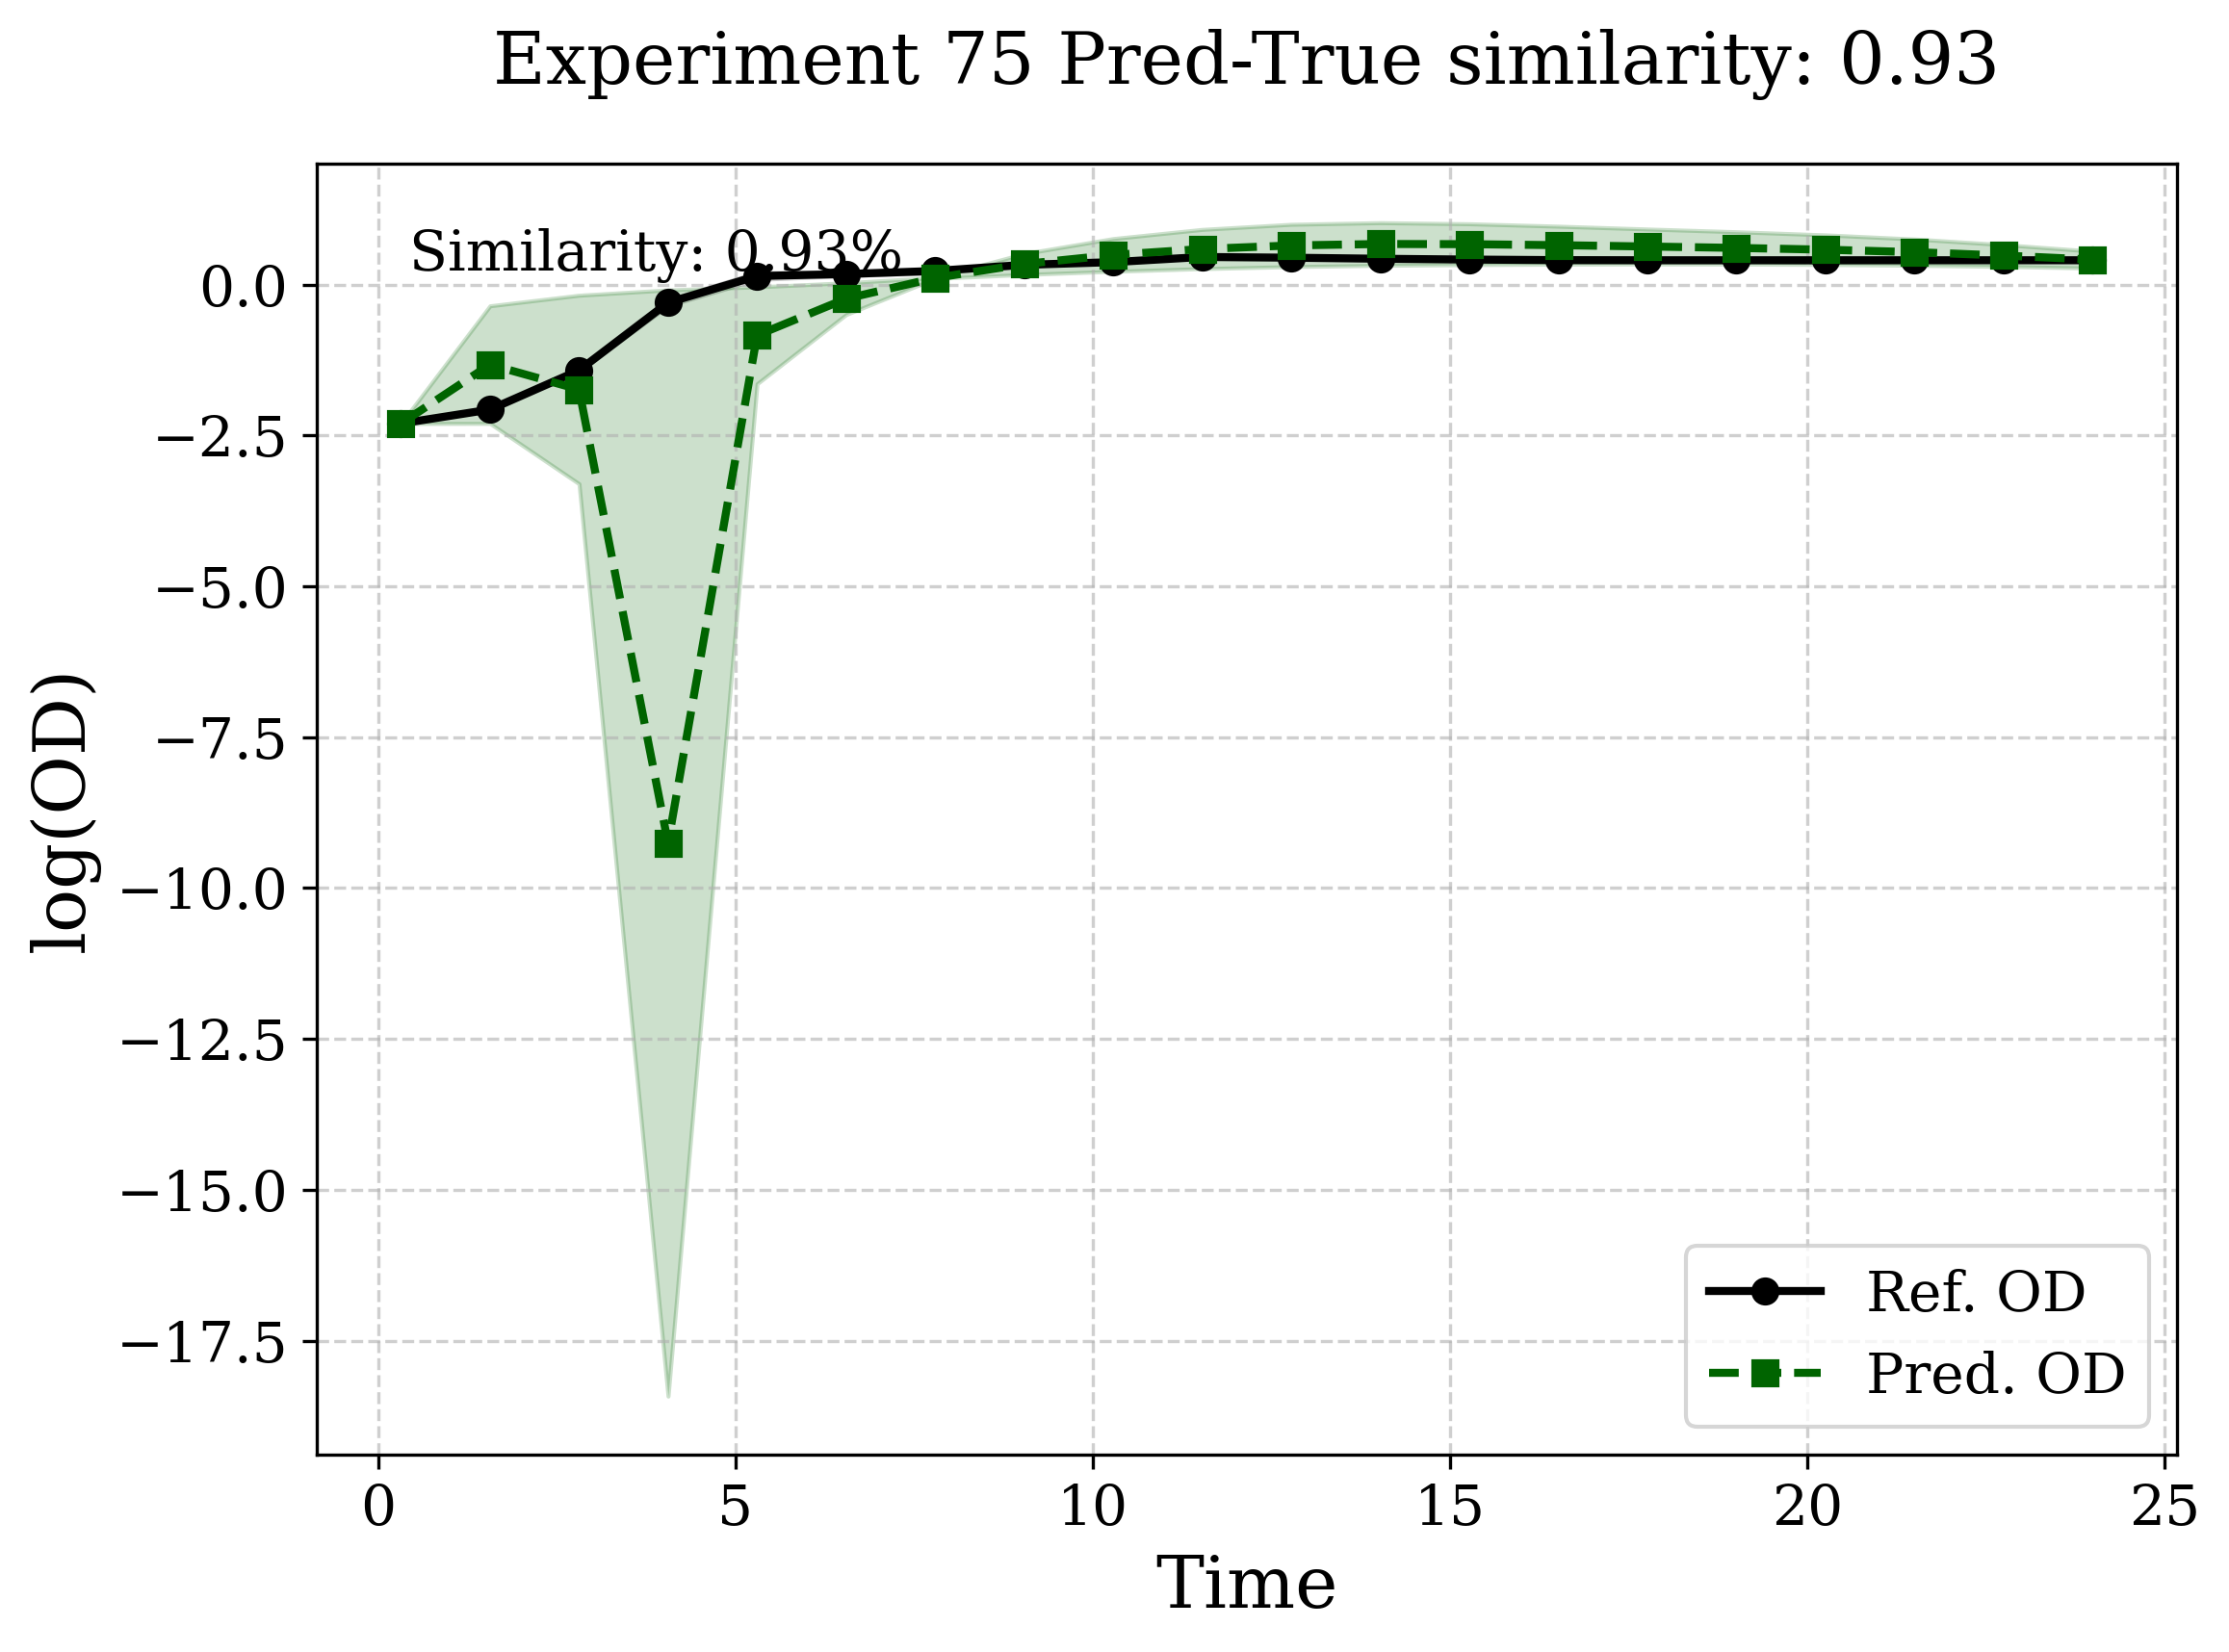 Experiment 75 Pred-True similarity: 0.93
Similarity: 0.93%
0.0
−2.5
−5.0
−7.5
−10.0
−12.5
−15.0
−17.5
log(OD)
Ref. OD
Pred. OD
0 5 10 15 20 25
Time